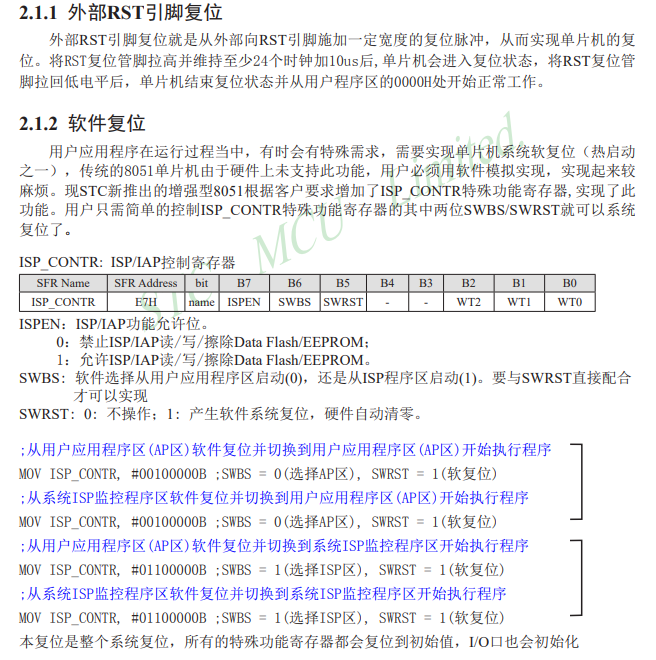 2.1.1 外部RST引脚复位
外部RST引脚复位就是从外部向RST引脚施加一定宽度的复位脉冲，从而实现单片机的复
位。将RST复位管脚拉高并维持至少24个时钟加10us后,单片机会进入复位状态，将RST复位管
脚拉回低电平后，单片机结束复位状态并从用户程序区的0000H处开始正常工作。
2.1.2 软件复位
用户应用程序在运行过程当中，有时会有特殊需求，需要实现单片机系统软复位（热启动
之一），传统的8051单片机由于硬件上未支持此功能，用户必须用软件模拟实现，实现起来较
麻烦。现STC新推出的增强型8051根据客户要求增加了ISP_CONTR特殊功能寄存器,实现了此
功能。用户只需简单的控制ISP_CONTR特殊功能寄存器的其中两位SWBS/SWRST就可以系统
复位了。
STC MCU Limited.
ISP_CONTR: ISP/IAP控制寄存器
SFR Name SFR Address bit B7 B6 B5 B4 B3 B2 B1 B0
ISP_CONTR E7H name ISPEN SWBS SWRST - - WT2 WT1 WT0
ISPEN：ISP/IAP功能允许位。
0：禁止ISP/IAP读/写/擦除Data Flash/EEPROM；
1：允许ISP/IAP读/写/擦除Data Flash/EEPROM。
SWBS：软件选择从用户应用程序区启动(0)，还是从ISP程序区启动(1)。要与SWRST直接配合
才可以实现
SWRST：0：不操作；1：产生软件系统复位，硬件自动清零。
;从用户应用程序区(AP区)软件复位并切换到用户应用程序区(AP区)开始执行程序
MOV ISP_CONTR, #00100000B ;SWBS = 0(选择AP区), SWRST = 1(软复位)
;从系统ISP监控程序区软件复位并切换到用户应用程序区(AP区)开始执行程序
MOV ISP_CONTR, #00100000B ;SWBS = 0(选择AP区), SWRST = 1(软复位)
;从用户应用程序区(AP区)软件复位并切换到系统ISP监控程序区开始执行程序
MOV ISP_CONTR, #01100000B ;SWBS = 1(选择ISP区), SWRST = 1(软复位)
;从系统ISP监控程序区软件复位并切换到系统ISP监控程序区开始执行程序
MOV ISP_CONTR, #01100000B ;SWBS = 1(选择ISP区), SWRST = 1(软复位)
本复位是整个系统复位，所有的特殊功能寄存器都会复位到初始值，I/O口也会初始化